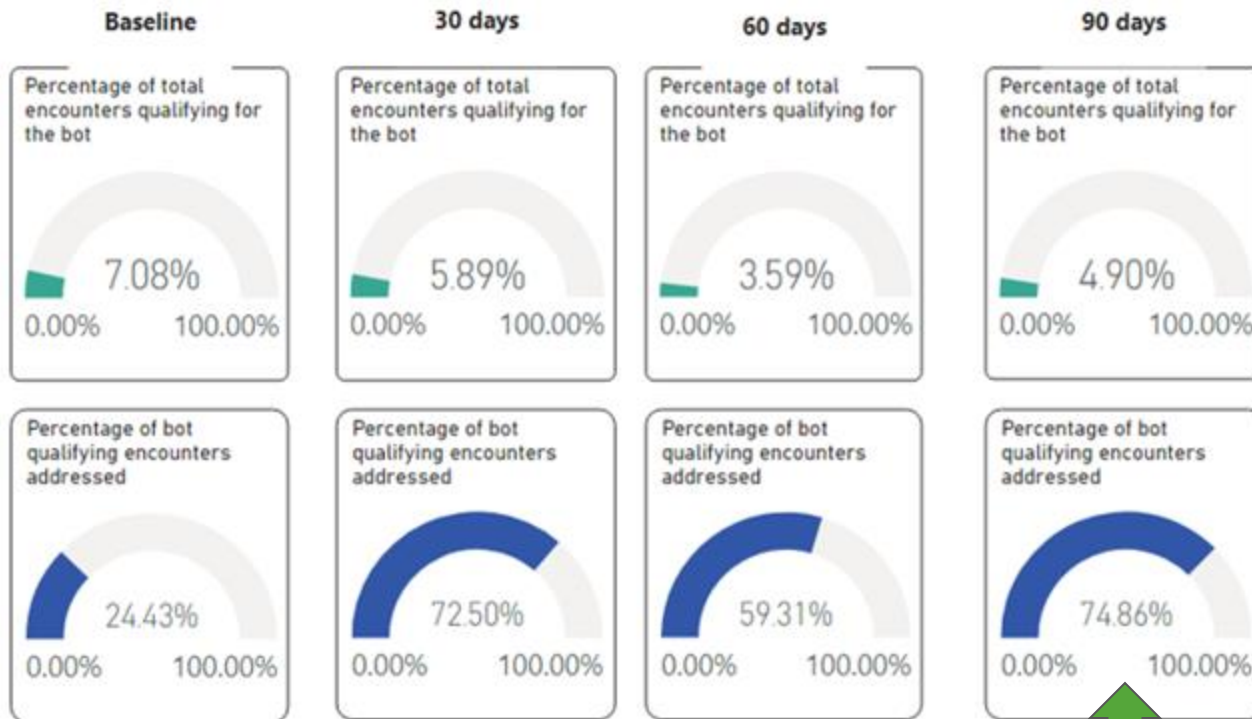 Baseline
30 days
60 days
90 days
Percentage of total
encounters qualifying for
the bot
7.08%
0.00% 100.00%
Percentage of total
encounters qualifying for
the bot
5.89%
0.00% 100.00%
Percentage of total
encounters qualifying for
the bot
3.59%
0.00% 100.00%
Percentage of total
encounters qualifying for
the bot
4.90%
0.00% 100.00%
Percentage of bot
qualifying encounters
addressed
24.43%
0.00% 100.00%
Percentage of bot
qualifying encounters
addressed
72.50%
0.00% 100.00%
Percentage of bot
qualifying encounters
addressed
59.31%
0.00% 100.00%
Percentage of bot
qualifying encounters
addressed
74.86%
0.00% 100.00%